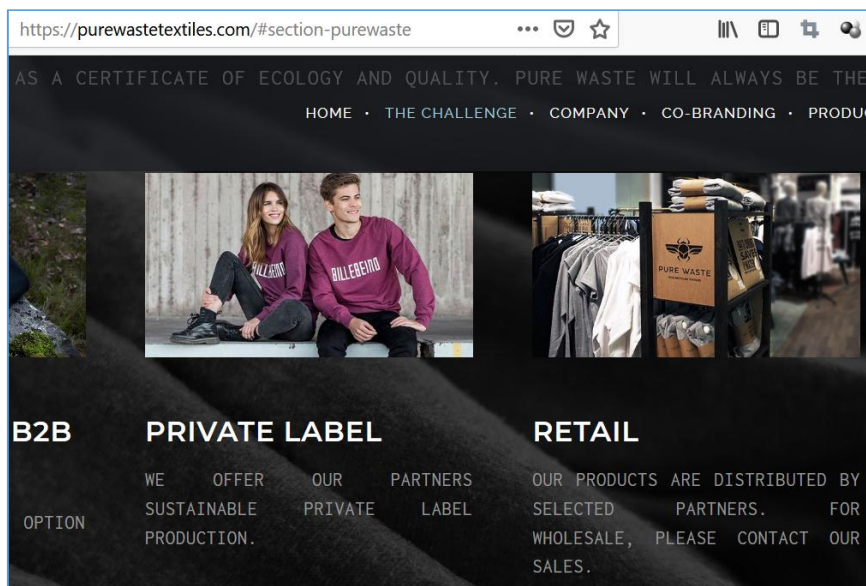 https://purewastetextiles.com/#section-purewaste
AS A CERTIFICATE OF ECOLOGY AND QUALITY. PURE WASTE WILL ALWAYS BE THE
HOME • THE CHALLENGE • COMPANY • CO-BRANDING • PRODUC
BILLEBEINO
BILLEBEINO
PURE WASTE
B2B
OPTION
PRIVATE LABEL
WE OFFER OUR PARTNERS
SUSTAINABLE PRIVATE LABEL
PRODUCTION.
RETAIL
OUR PRODUCTS ARE DISTRIBUTED BY
SELECTED PARTNERS. FOR
WHOLESALE, PLEASE CONTACT OUR
SALES.